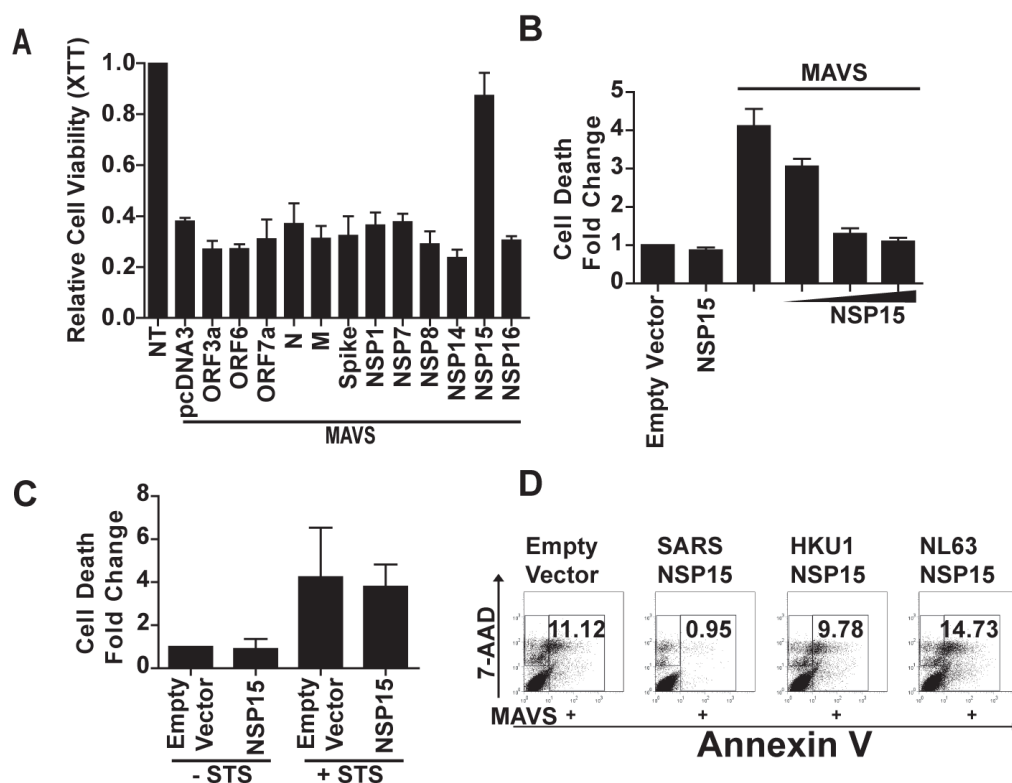 A
Relative Cell Viability (XTT)
1.0
0.8
0.6
0.4
0.2
0.0
NT
pcDNA3
ORF3a
ORF6
ORF7a
N
M
Spike
NSP1
NSP7
NSP8
NSP14
NSP15
NSP16
MAVS
B
MAVS
Cell Death
Fold Change
5
4
3
2
1
0
Empty Vector
NSP15
NSP15
C
Cell Death
Fold Change
8
6
4
2
0
Empty
Vector
NSP15
Empty
Vector
NSP15
- STS
+ STS
D
Empty
Vector
SARS
NSP15
HKU1
NSP15
NL63
NSP15
7-AAD
11.12
0.95
9.78
14.73
MAVS + + + +
Annexin V